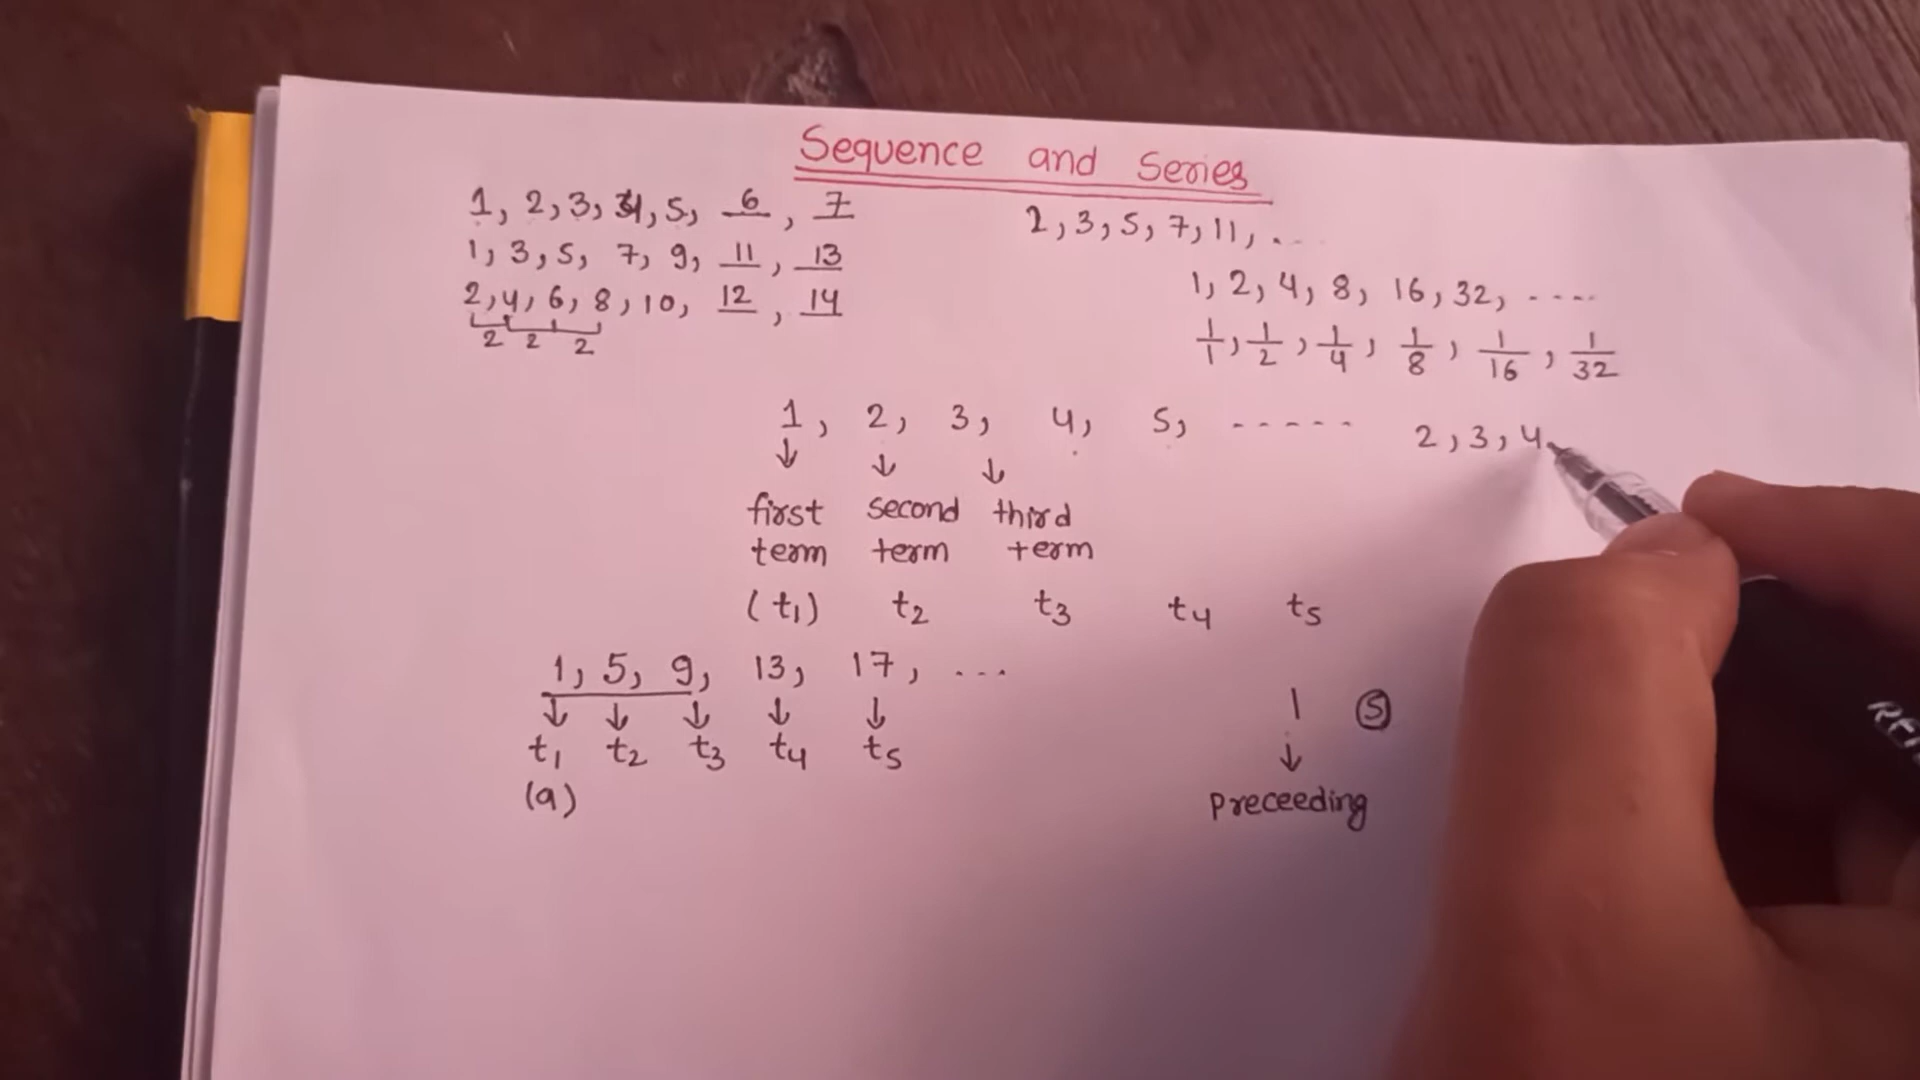 Sequence and Series
1, 2, 3, 4, 5, 6, 7
2, 3, 5, 7, 11, ...
1, 3, 5, 7, 9, 11, 13
1, 2, 4, 8, 16, 32, ....
2, 4, 6, 8, 10, 12, 14
2 2 2
1/1, 1/2, 1/4, 1/8, 1/16, 1/32
1, 2, 3, 4, 5, ..... 2, 3, 4
↓ ↓ ↓
first second third
term term term
(t1) t2 t3 t4 t5
1, 5, 9, 13, 17, ...
↓ ↓ ↓ ↓ ↓
t1 t2 t3 t4 t5
(a)
1 5
↓
preceeding